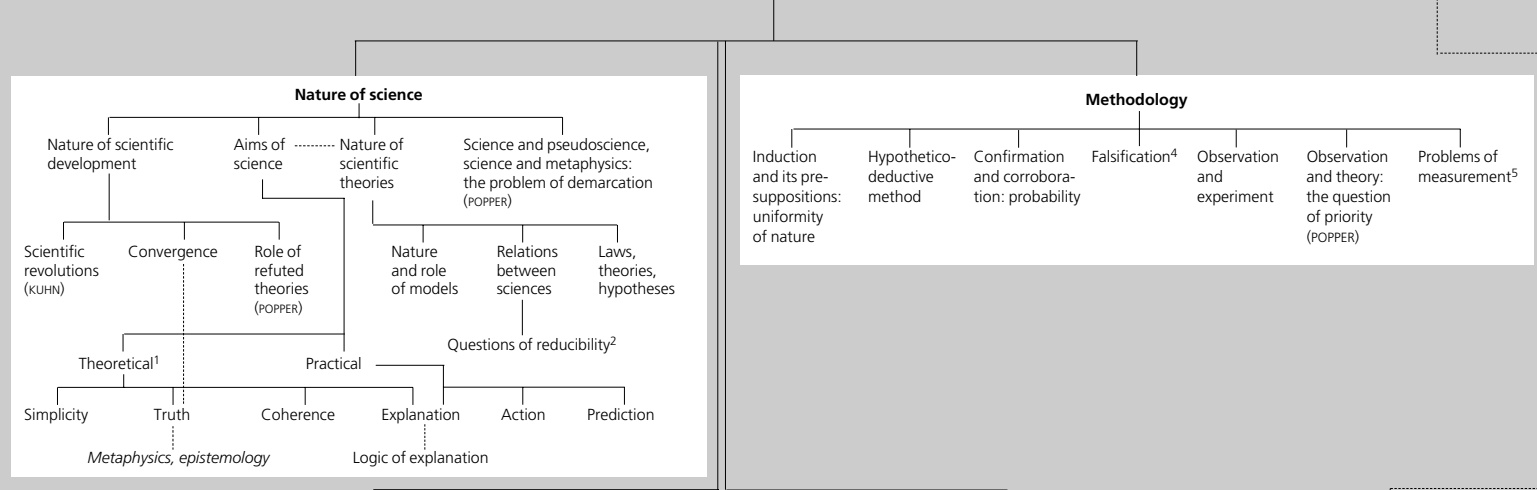 Nature of science
Nature of scientific
development
Aims of
science
Nature of
scientific
theories
Science and pseudoscience,
science and metaphysics:
the problem of demarcation
(POPPER)
Scientific
revolutions
(KUHN)
Convergence
Role of
refuted
theories
(POPPER)
Nature
and role
of models
Relations
between
sciences
Laws,
theories,
hypotheses
Questions of reducibility²
Theoretical¹
Practical
Simplicity
Truth
Coherence
Explanation
Action
Prediction
Metaphysics, epistemology
Logic of explanation
Methodology
Induction
and its pre-
suppositions:
uniformity
of nature
Hypothetico-
deductive
method
Confirmation
and corrobora-
tion: probability
Falsification⁴
Observation
and
experiment
Observation
and theory:
the question
of priority
(POPPER)
Problems of
measurement⁵